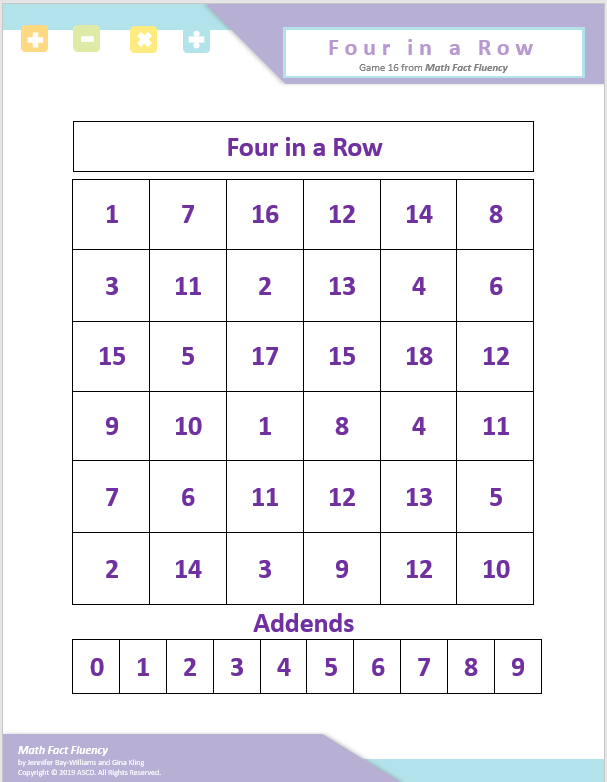 Four in a Row
Game 16 from Math Fact Fluency
Four in a Row
1 7 16 12 14 8
3 11 2 13 4 6
15 5 17 15 18 12
9 10 1 8 4 11
7 6 11 12 13 5
2 14 3 9 12 10
Addends
0 1 2 3 4 5 6 7 8 9
Math Fact Fluency
by Jennifer Bay-Williams and Gina Kling
Copyright © 2019 ASCD. All Rights Reserved.